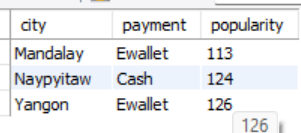 city payment popularity
Mandalay Ewallet 113
Naypyitaw Cash 124
Yangon Ewallet 126
126